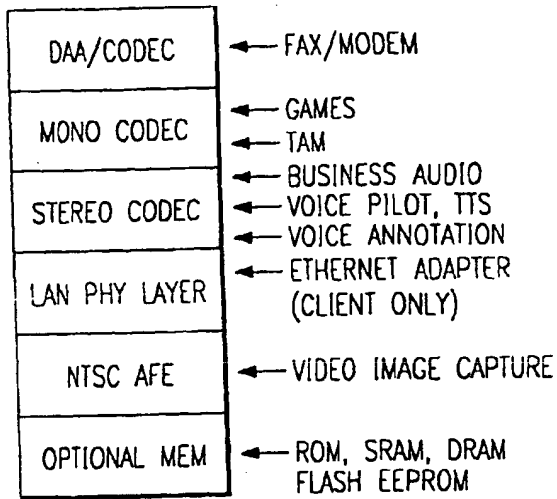 DAA/CODEC
FAX/MODEM
MONO CODEC
GAMES
TAM
STEREO CODEC
BUSINESS AUDIO
VOICE PILOT, TTS
VOICE ANNOTATION
LAN PHY LAYER
ETHERNET ADAPTER
(CLIENT ONLY)
NTSC AFE
VIDEO IMAGE CAPTURE
OPTIONAL MEM
ROM, SRAM, DRAM
FLASH EEPROM